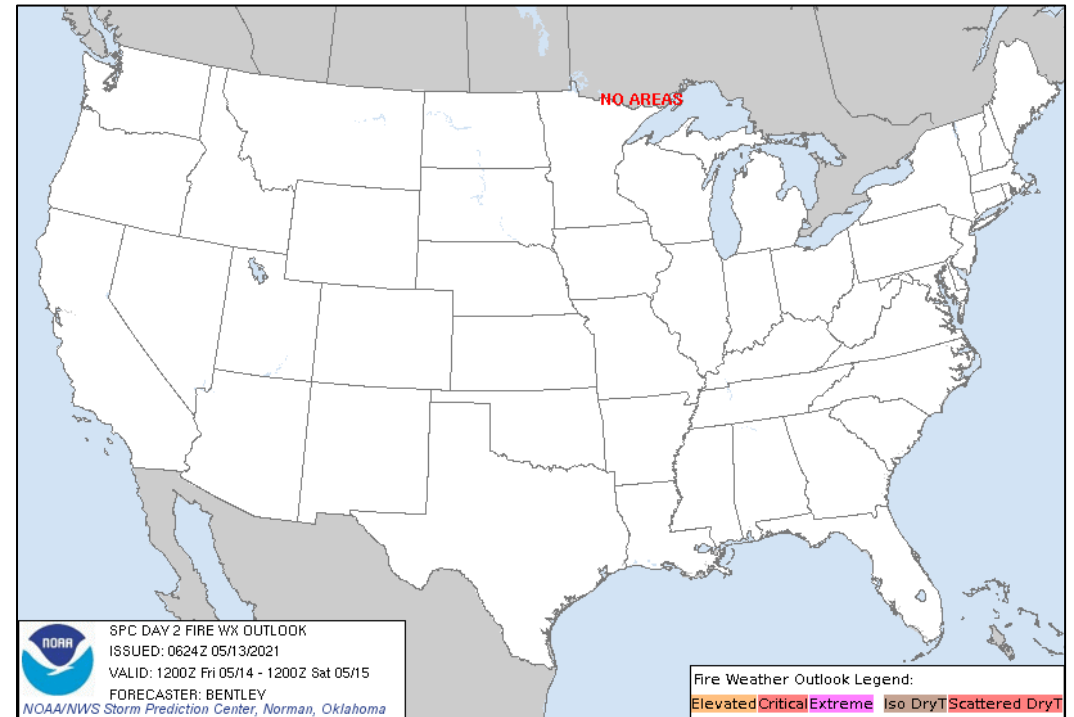 NO AREAS
NOAA
SPC DAY 2 FIRE WX OUTLOOK
ISSUED: 0624Z 05/13/2021
VALID: 1200Z Fri 05/14 - 1200Z Sat 05/15
FORECASTER: BENTLEY
NOAA/NWS Storm Prediction Center, Norman, Oklahoma
Fire Weather Outlook Legend:
Elevated Critical Extreme Iso DryT Scattered DryT